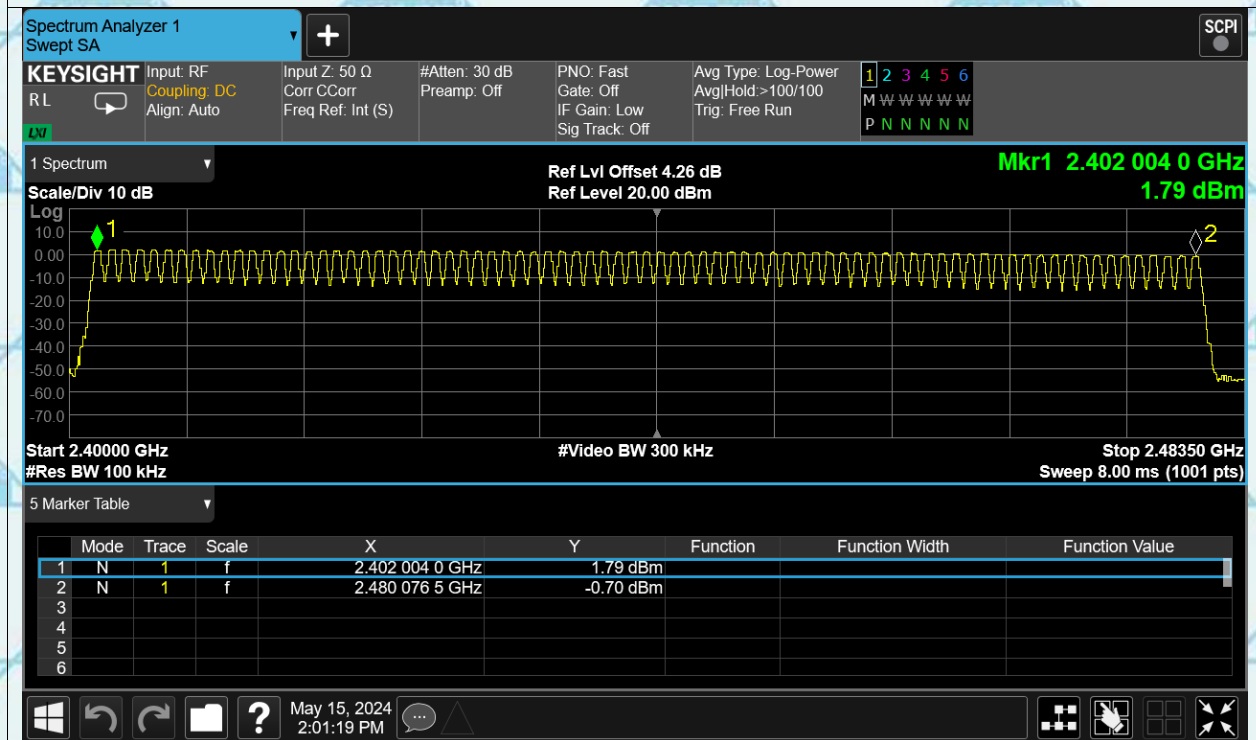 Spectrum Analyzer 1
Swept SA
+
SCPI
KEYSIGHT
R L
LXI
Input: RF
Coupling: DC
Align: Auto
Input Z: 50 Ω
Corr CCorr
Freq Ref: Int (S)
#Atten: 30 dB
Preamp: Off
PNO: Fast
Gate: Off
IF Gain: Low
Sig Track: Off
Avg Type: Log-Power
Avg|Hold:>100/100
Trig: Free Run
1 2 3 4 5 6
M W W W W W
P N N N N N
1 Spectrum
Scale/Div 10 dB
Ref Lvl Offset 4.26 dB
Ref Level 20.00 dBm
Mkr1 2.402 004 0 GHz
1.79 dBm
Log
10.0
0.00
-10.0
-20.0
-30.0
-40.0
-50.0
-60.0
-70.0
1
2
Start 2.40000 GHz
#Res BW 100 kHz
#Video BW 300 kHz
Stop 2.48350 GHz
Sweep 8.00 ms (1001 pts)
5 Marker Table
Mode Trace Scale X Y Function Function Width Function Value
1 N 1 f 2.402 004 0 GHz 1.79 dBm
2 N 1 f 2.480 076 5 GHz -0.70 dBm
3
4
5
6
?
May 15, 2024
2:01:19 PM